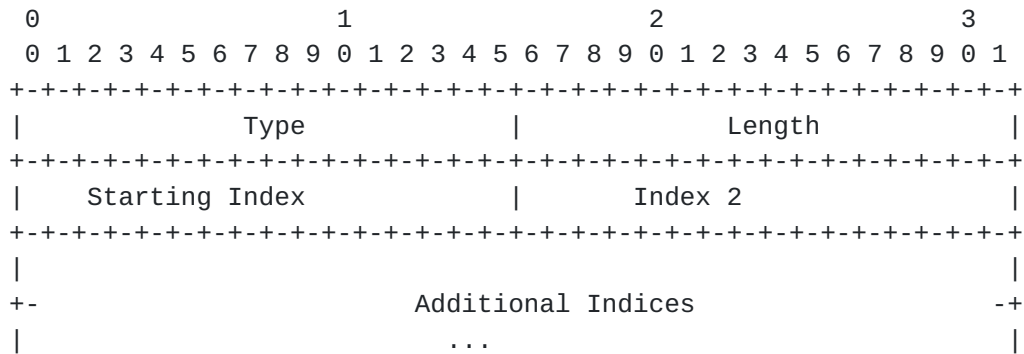 0                   1                   2                   3
 0 1 2 3 4 5 6 7 8 9 0 1 2 3 4 5 6 7 8 9 0 1 2 3 4 5 6 7 8 9 0 1
+-+-+-+-+-+-+-+-+-+-+-+-+-+-+-+-+-+-+-+-+-+-+-+-+-+-+-+-+-+-+-+-+
|              Type             |             Length            |
+-+-+-+-+-+-+-+-+-+-+-+-+-+-+-+-+-+-+-+-+-+-+-+-+-+-+-+-+-+-+-+-+
|    Starting Index             |       Index 2                 |
+-+-+-+-+-+-+-+-+-+-+-+-+-+-+-+-+-+-+-+-+-+-+-+-+-+-+-+-+-+-+-+-+
|                                                               |
+-                        Additional Indices                   -+
|                           ...                                 |